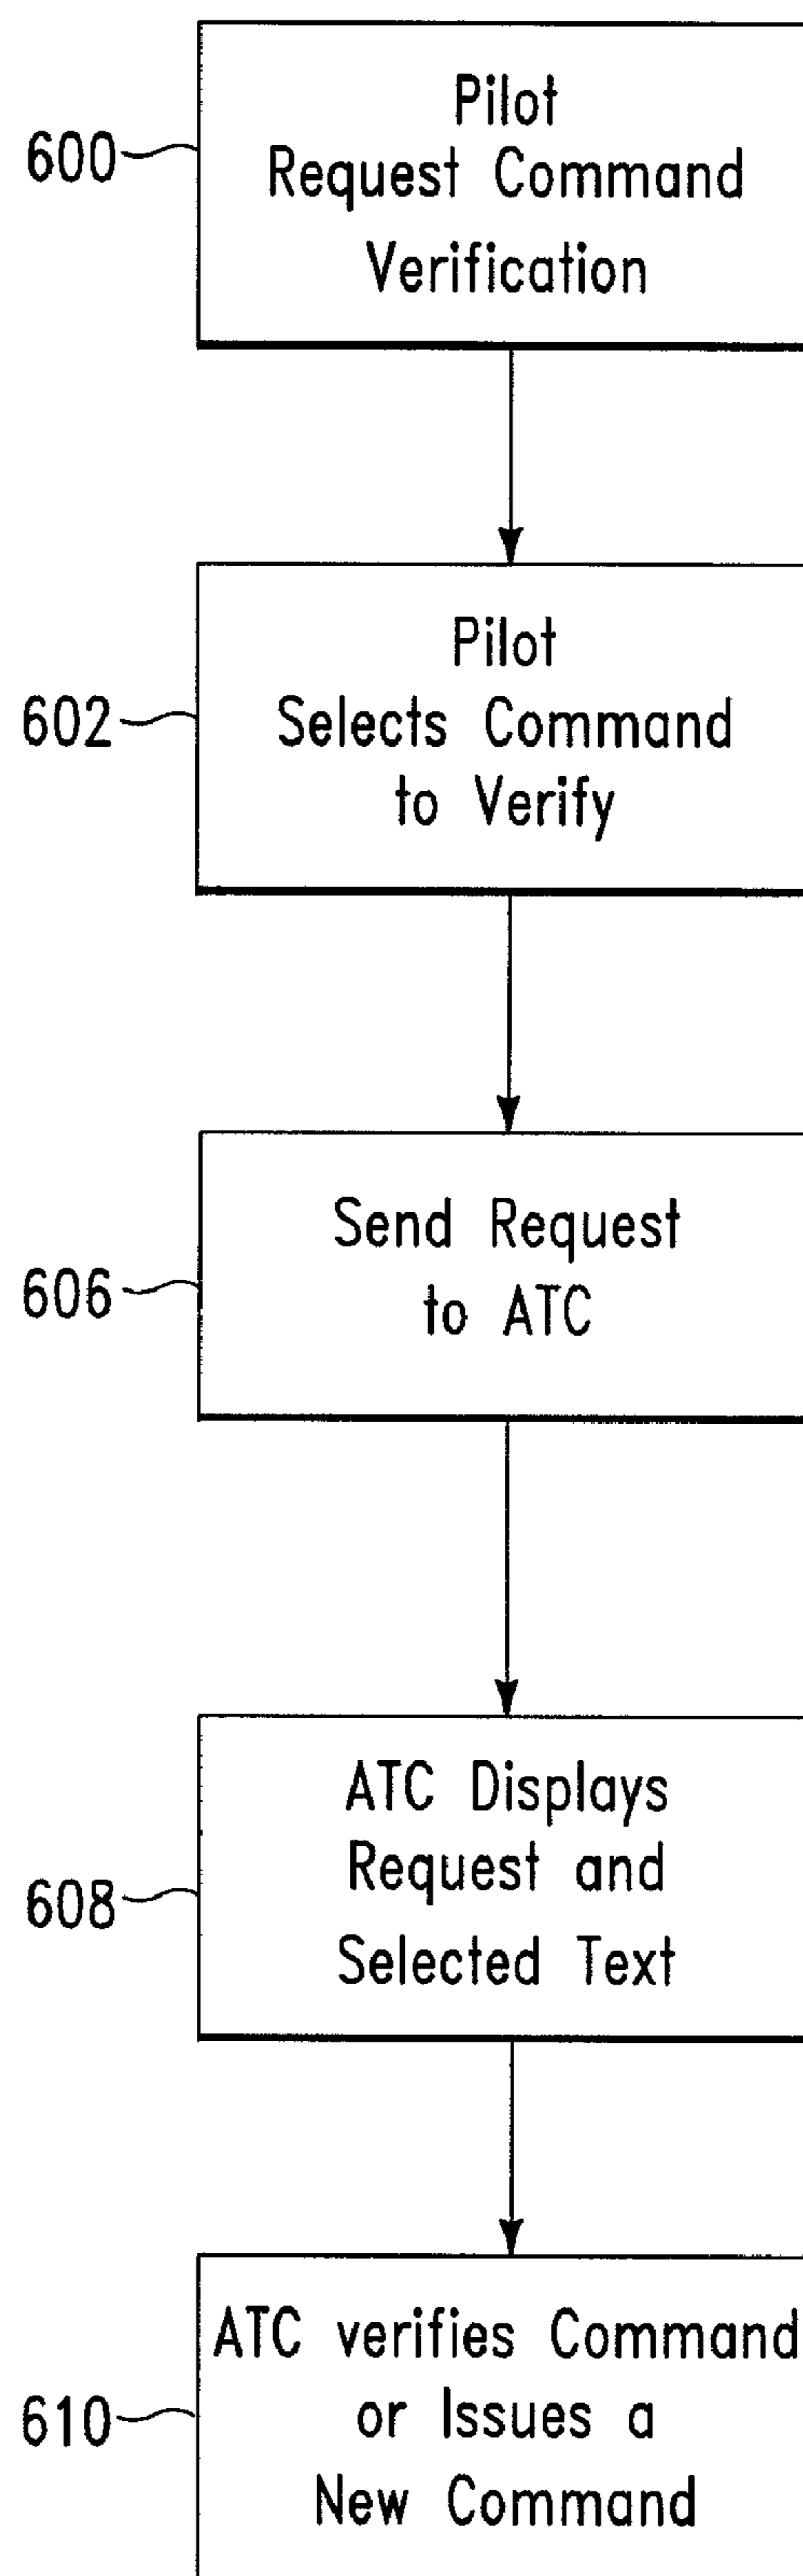 600
Pilot
Request Command
Verification
602
Pilot
Selects Command
to Verify
606
Send Request
to ATC
608
ATC Displays
Request and
Selected Text
610
ATC verifies Command
or Issues a
New Command